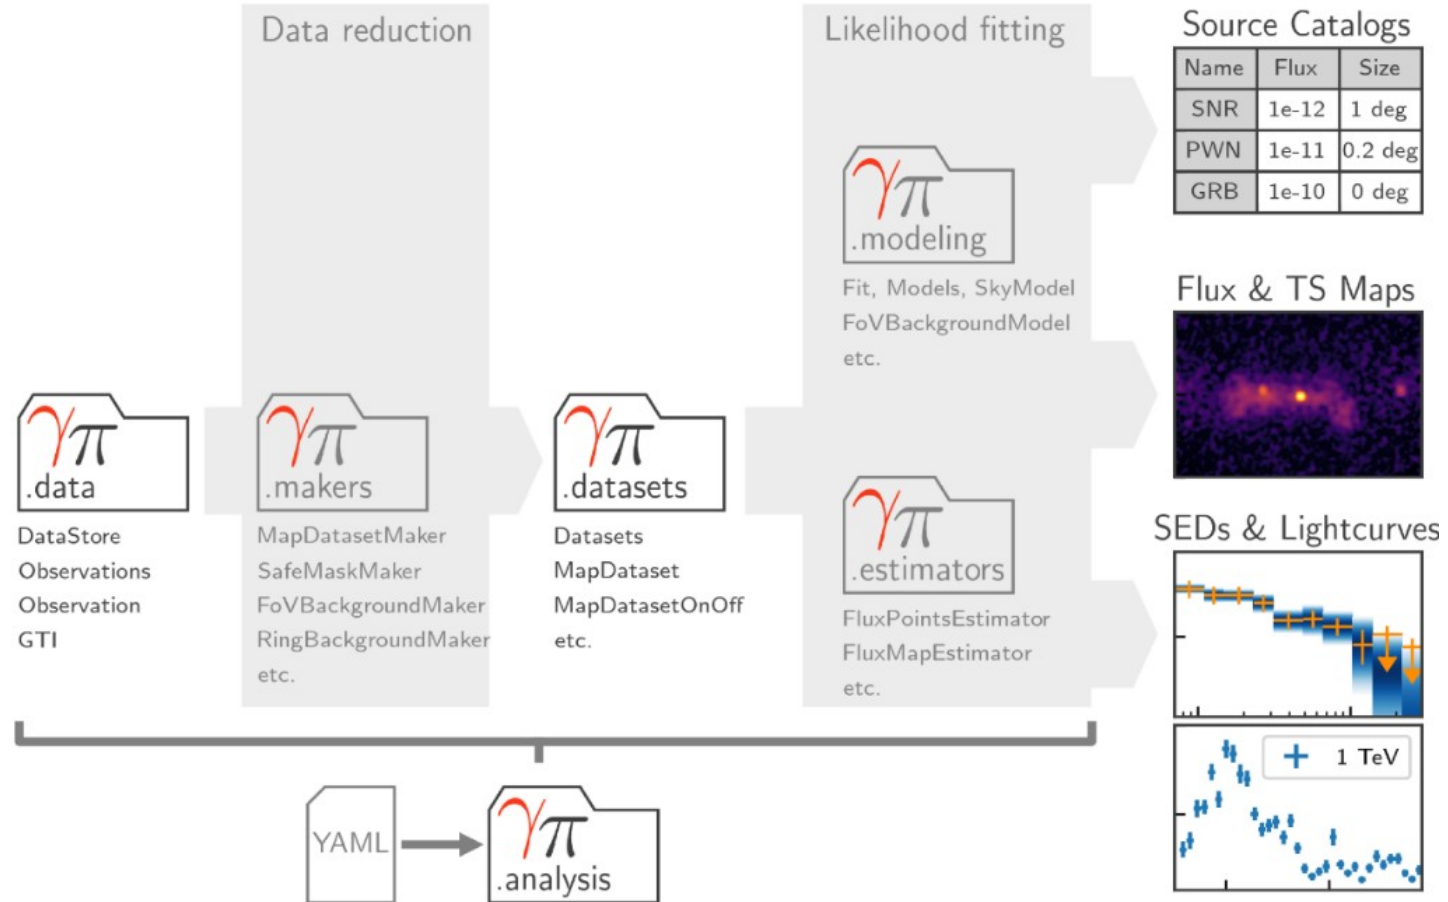 Data reduction
Likelihood fitting
Source Catalogs
Name Flux Size
SNR 1e-12 1 deg
PWN 1e-11 0.2 deg
GRB 1e-10 0 deg
γπ
.modeling
Fit, Models, SkyModel
FoVBackgroundModel
etc.
Flux & TS Maps
γπ
.data
DataStore
Observations
Observation
GTI
γπ
.makers
MapDatasetMaker
SafeMaskMaker
FoVBackgroundMaker
RingBackgroundMaker
etc.
γπ
.datasets
Datasets
MapDataset
MapDatasetOnOff
etc.
γπ
.estimators
FluxPointsEstimator
FluxMapEstimator
etc.
SEDs & Lightcurves
1 TeV
YAML
γπ
.analysis